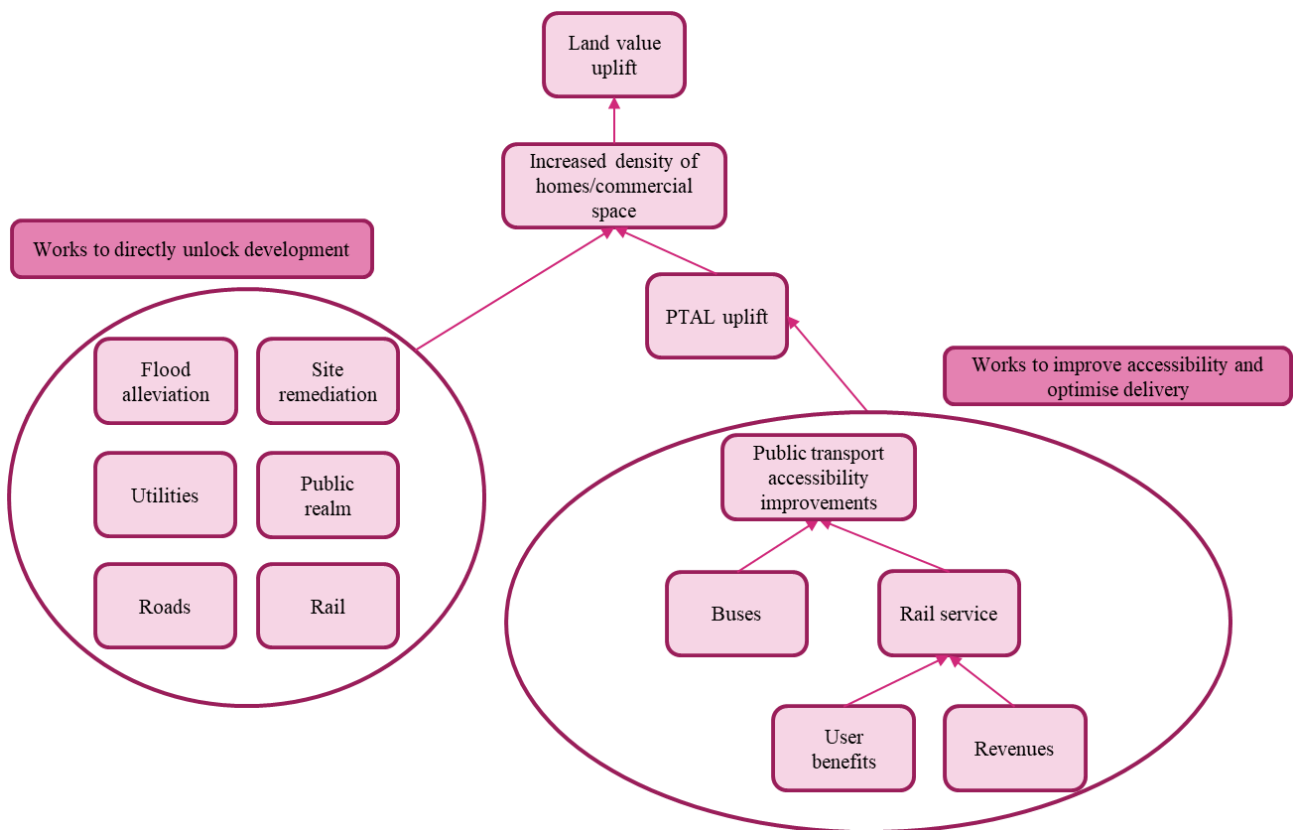 Land value
uplift
Increased density of
homes/commercial
space
Works to directly unlock development
PTAL uplift
Flood
alleviation
Site
remediation
Works to improve accessibility and
optimise delivery
Utilities
Public
realm
Public transport
accessibility
improvements
Roads
Rail
Buses
Rail service
User
benefits
Revenues